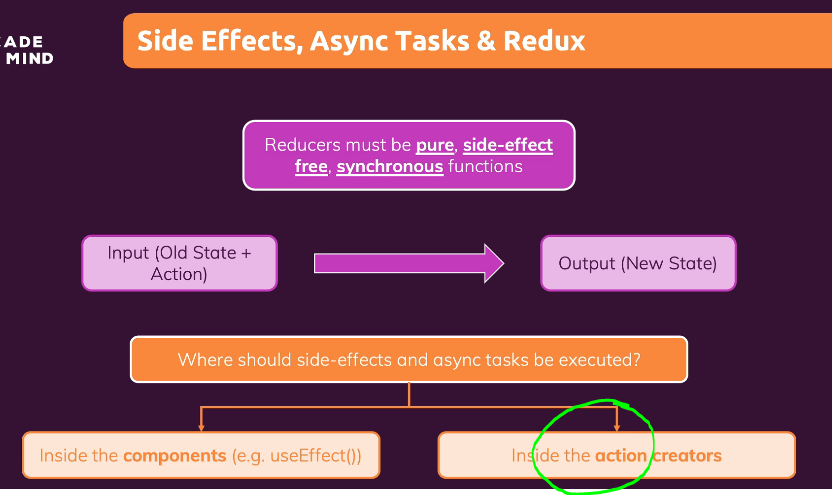 ADE
MIND
Side Effects, Async Tasks & Redux
Reducers must be pure, side-effect
free, synchronous functions
Input (Old State +
Action)
Output (New State)
Where should side-effects and async tasks be executed?
Inside the components (e.g. useEffect())
Inside the action creators